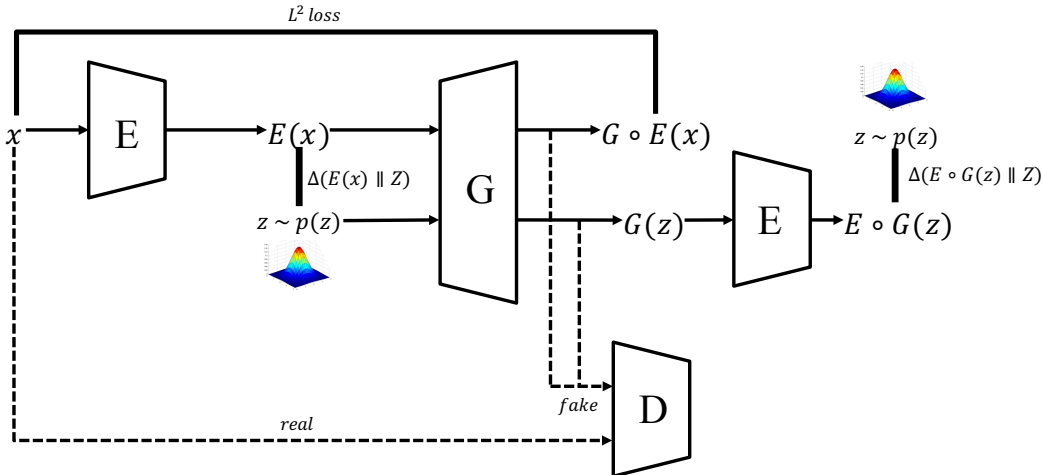 L² loss
x
E
E(x)
G ∘ E(x)
z ~ p(z)
Δ(E(x) ∥ Z)
G
Δ(E ∘ G(z) ∥ Z)
z ~ p(z)
G(z)
E
E ∘ G(z)
fake
D
real